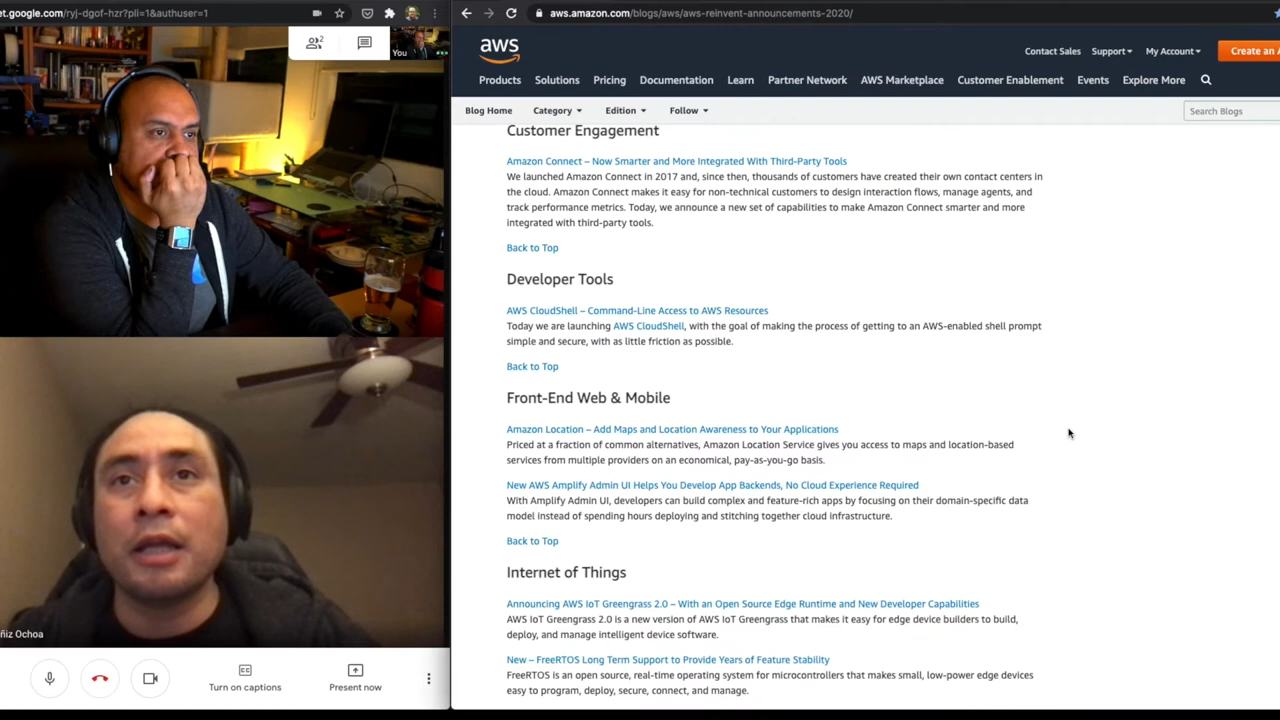 et.google.com/ryj-dgof-hzr?pli=1&authuser=1
2
You
ñiz Ochoa
Turn on captions
Present now
aws.amazon.com/blogs/aws/aws-reinvent-announcements-2020/
aws
Contact Sales Support My Account Create an A
Products Solutions Pricing Documentation Learn Partner Network AWS Marketplace Customer Enablement Events Explore More
Blog Home Category Edition Follow Search Blogs
Customer Engagement
Amazon Connect – Now Smarter and More Integrated With Third-Party Tools
We launched Amazon Connect in 2017 and, since then, thousands of customers have created their own contact centers in
the cloud. Amazon Connect makes it easy for non-technical customers to design interaction flows, manage agents, and
track performance metrics. Today, we announce a new set of capabilities to make Amazon Connect smarter and more
integrated with third-party tools.
Back to Top
Developer Tools
AWS CloudShell – Command-Line Access to AWS Resources
Today we are launching AWS CloudShell, with the goal of making the process of getting to an AWS-enabled shell prompt
simple and secure, with as little friction as possible.
Back to Top
Front-End Web & Mobile
Amazon Location – Add Maps and Location Awareness to Your Applications
Priced at a fraction of common alternatives, Amazon Location Service gives you access to maps and location-based
services from multiple providers on an economical, pay-as-you-go basis.
New AWS Amplify Admin UI Helps You Develop App Backends, No Cloud Experience Required
With Amplify Admin UI, developers can build complex and feature-rich apps by focusing on their domain-specific data
model instead of spending hours deploying and stitching together cloud infrastructure.
Back to Top
Internet of Things
Announcing AWS IoT Greengrass 2.0 – With an Open Source Edge Runtime and New Developer Capabilities
AWS IoT Greengrass 2.0 is a new version of AWS IoT Greengrass that makes it easy for edge device builders to build,
deploy, and manage intelligent device software.
New – FreeRTOS Long Term Support to Provide Years of Feature Stability
FreeRTOS is an open source, real-time operating system for microcontrollers that makes small, low-power edge devices
easy to program, deploy, secure, connect, and manage.